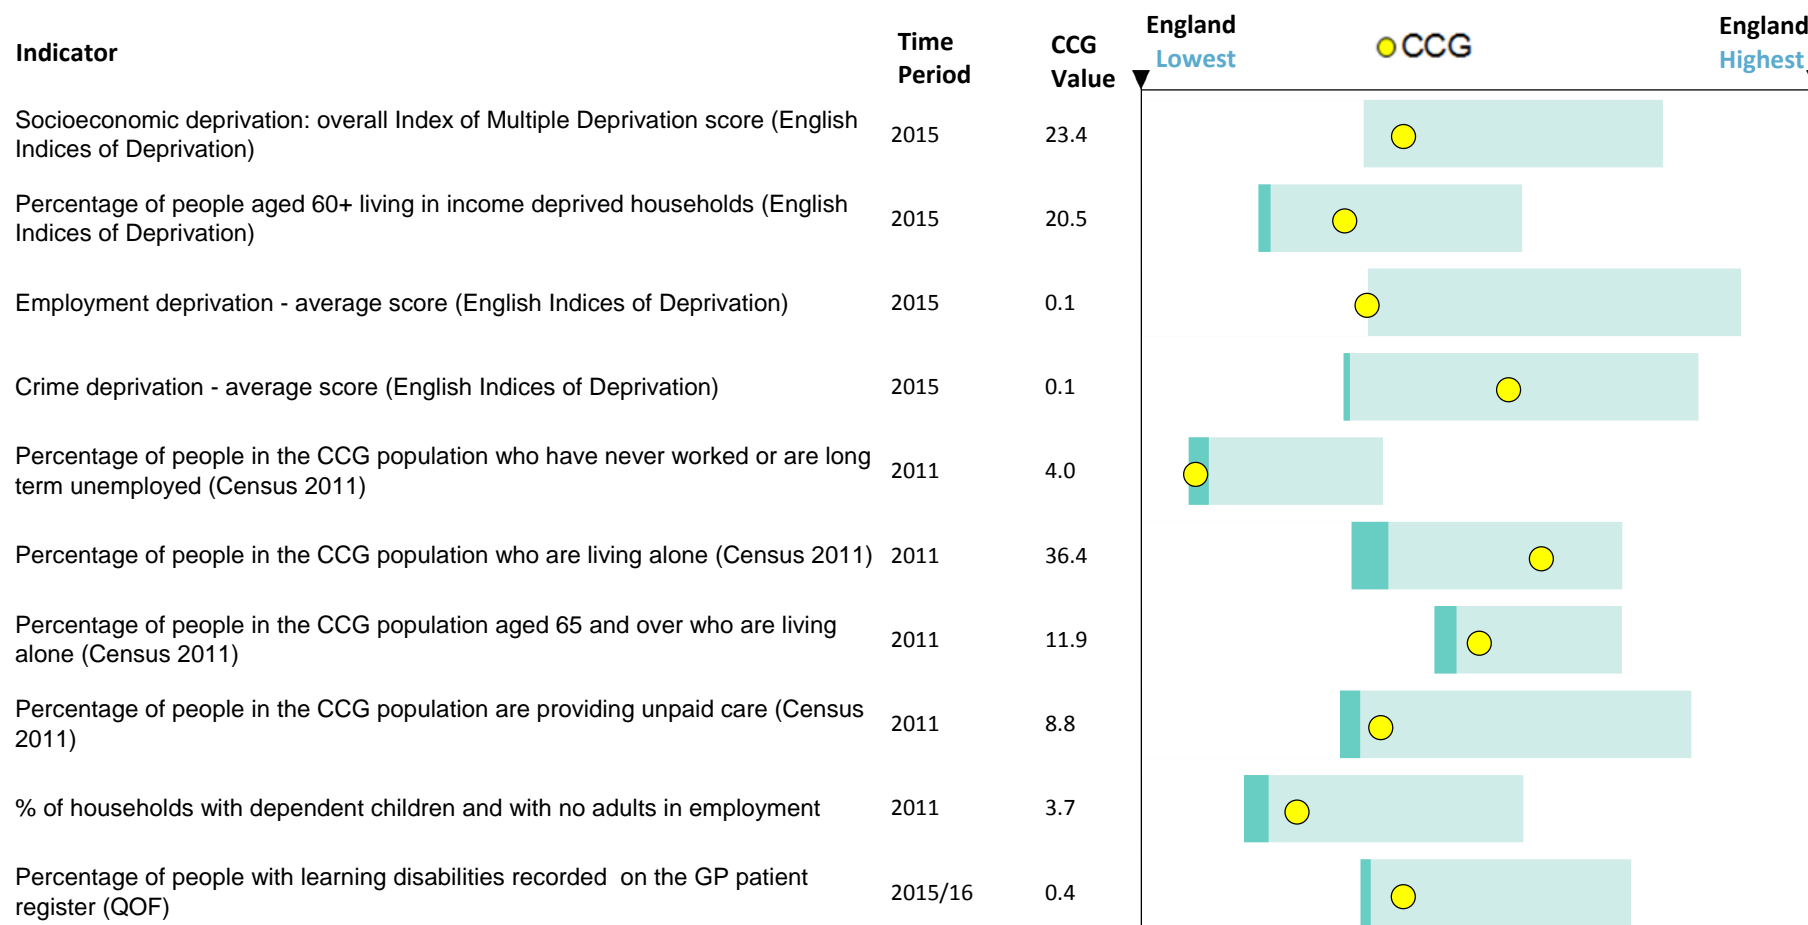 Indicator
Time
Period
CCG
Value
England
Lowest
CCG
England
Highest
Socioeconomic deprivation: overall Index of Multiple Deprivation score (English
Indices of Deprivation)
2015
23.4
Percentage of people aged 60+ living in income deprived households (English
Indices of Deprivation)
2015
20.5
Employment deprivation - average score (English Indices of Deprivation)
2015
0.1
Crime deprivation - average score (English Indices of Deprivation)
2015
0.1
Percentage of people in the CCG population who have never worked or are long
term unemployed (Census 2011)
2011
4.0
Percentage of people in the CCG population who are living alone (Census 2011)
2011
36.4
Percentage of people in the CCG population aged 65 and over who are living
alone (Census 2011)
2011
11.9
Percentage of people in the CCG population are providing unpaid care (Census
2011)
2011
8.8
% of households with dependent children and with no adults in employment
2011
3.7
Percentage of people with learning disabilities recorded  on the GP patient
register (QOF)
2015/16
0.4